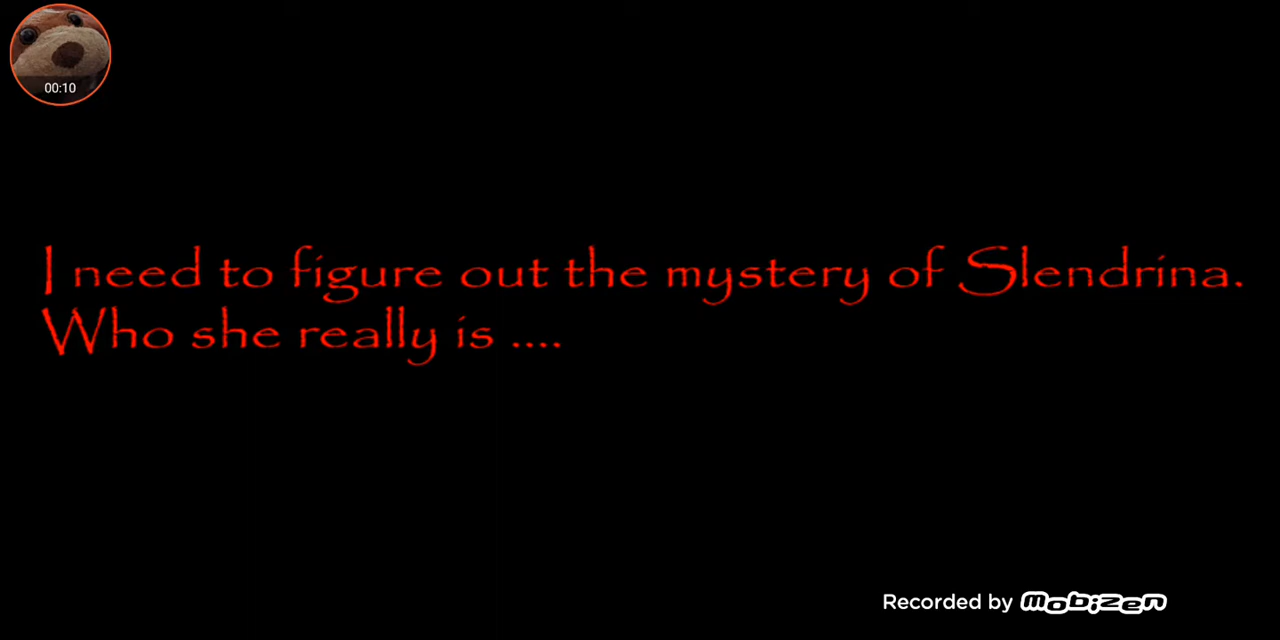 00:10
I need to figure out the mystery of Slendrina.
Who she really is ....
Recorded by mobizen